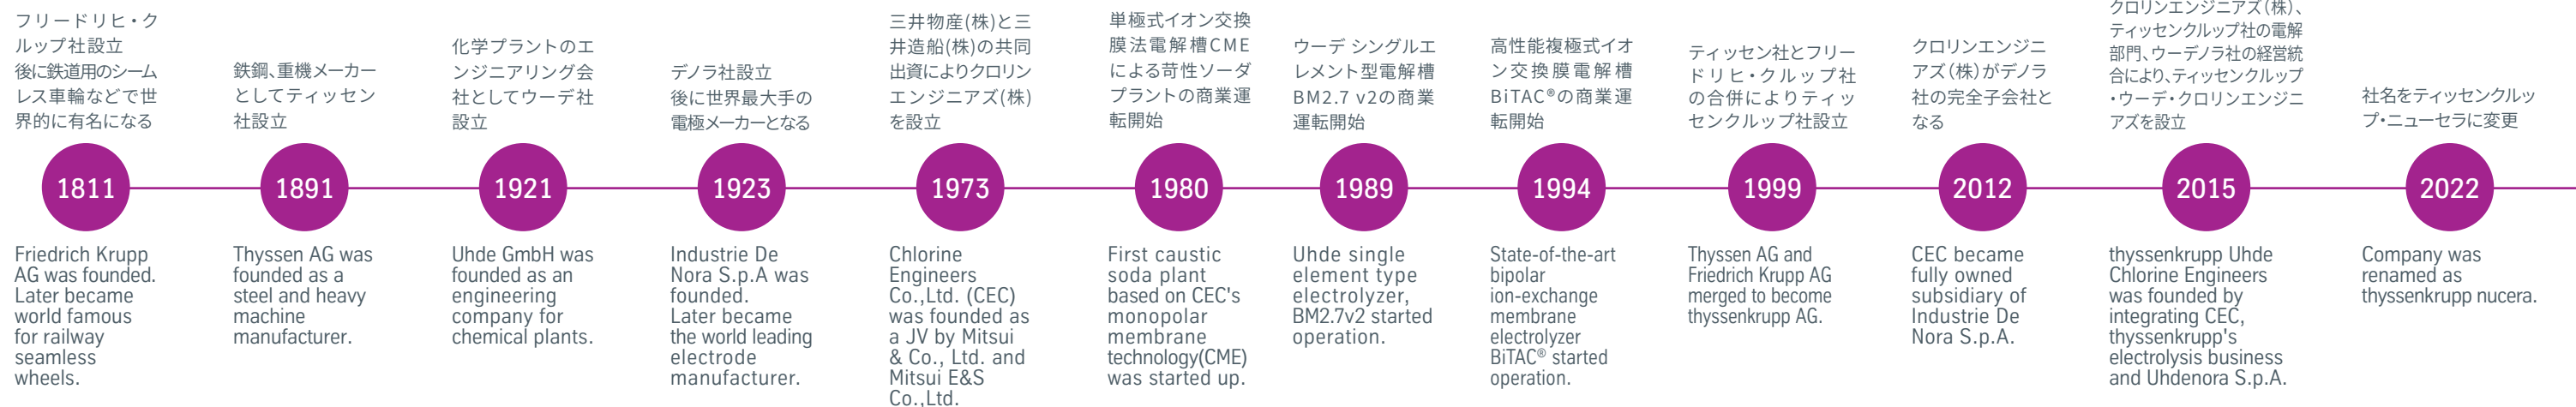 フリードリヒ・ク
ルップ社設立
後に鉄道用のシーム
レス車輪などで世
界的に有名になる
1811
Friedrich Krupp
AG was founded.
Later became
world famous
for railway
seamless
wheels.
鉄鋼、重機メーカー
としてティッセン
社設立
1891
Thyssen AG was
founded as a
steel and heavy
machine
manufacturer.
化学プラントのエ
ンジニアリング会
社としてウーデ社
設立
1921
Uhde GmbH was
founded as an
engineering
company for
chemical plants.
デノラ社設立
後に世界最大手の
電極メーカーとなる
1923
Industrie De
Nora S.p.A was
founded.
Later became
the world leading
electrode
manufacturer.
三井物産(株)と三
井造船(株)の共同
出資によりクロリン
エンジニアズ(株)
を設立
1973
Chlorine
Engineers
Co.,Ltd. (CEC)
was founded as
a JV by Mitsui
& Co., Ltd. and
Mitsui E&S
Co.,Ltd.
単極式イオン交換
膜法電解槽CME
による苛性ソーダ
プラントの商業運
転開始
1980
First caustic
soda plant
based on CEC's
monopolar
membrane
technology(CME)
was started up.
ウーデ シングルエ
レメント型電解槽
BM2.7 v2の商業
運転開始
1989
Uhde single
element type
electrolyzer,
BM2.7v2 started
operation.
高性能複極式イオ
ン交換膜電解槽
BiTAC®の商業運
転開始
1994
State-of-the-art
bipolar
ion-exchange
membrane
electrolyzer
BiTAC® started
operation.
ティッセン社とフリー
ドリヒ・クルップ社
の合併によりティッ
センクルップ社設立
1999
Thyssen AG and
Friedrich Krupp AG
merged to become
thyssenkrupp AG.
クロリンエンジニ
アズ(株)がデノラ
社の完全子会社と
なる
2012
CEC became
fully owned
subsidiary of
Industrie De
Nora S.p.A.
クロリンエンジニアズ(株)、
ティッセンクルップ社の電解
部門、ウーデノラ社の経営統
合により、ティッセンクルップ
・ウーデ・クロリンエンジニ
アズを設立
2015
thyssenkrupp Uhde
Chlorine Engineers
was founded by
integrating CEC,
thyssenkrupp's
electrolysis business
and Uhdenora S.p.A.
社名をティッセンクルッ
プ・ニューセラに変更
2022
Company was
renamed as
thyssenkrupp nucera.